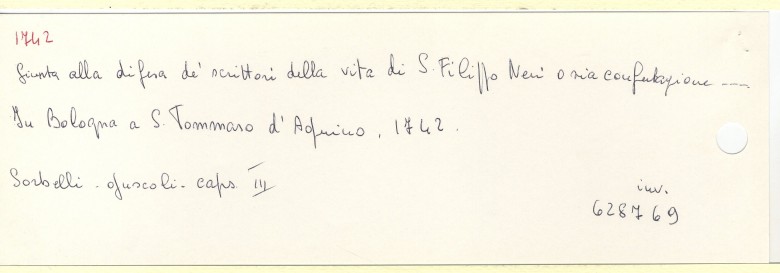 1742
Giunta alla difesa de' scrittori della vita di S. Filippo Neri o sia confutazione ----
In Bologna a S. Tommaso d'Aquino, 1742.
Sorbelli - opuscoli - caps. III
inv.
628769